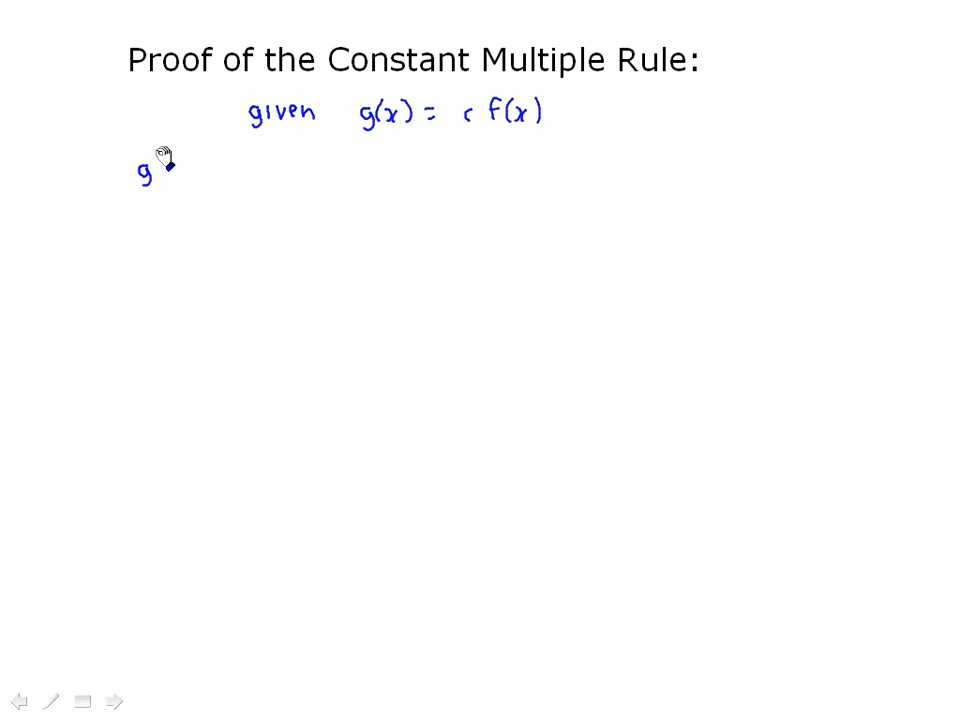 Proof of the Constant Multiple Rule:
given g(x) = c f(x)
g